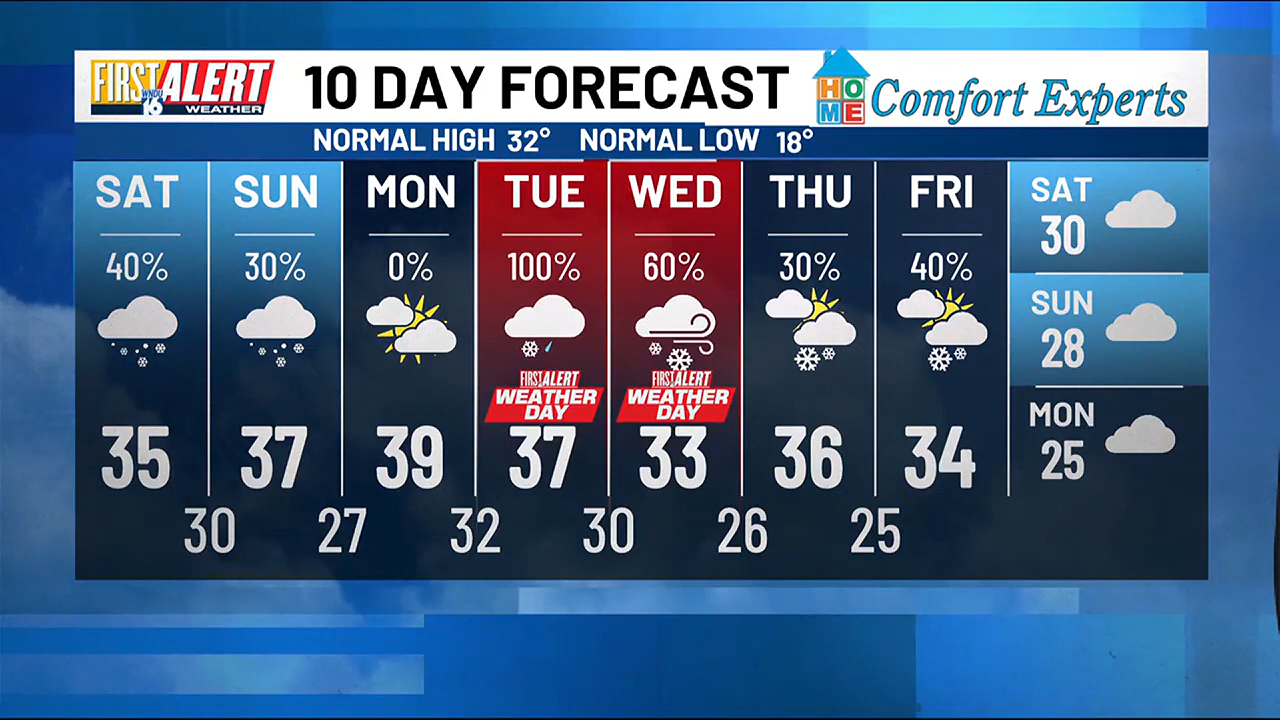 FIRST ALERT
WNDU
16
WEATHER
10 DAY FORECAST
HOME
Comfort Experts
NORMAL HIGH 32° NORMAL LOW 18°
SAT SUN MON TUE WED THU FRI
40% 30% 0% 100% 60% 30% 40%
FIRST ALERT FIRST ALERT
WEATHER WEATHER
DAY DAY
35 37 39 37 33 36 34
30 27 32 30 26 25
SAT
30
SUN
28
MON
25